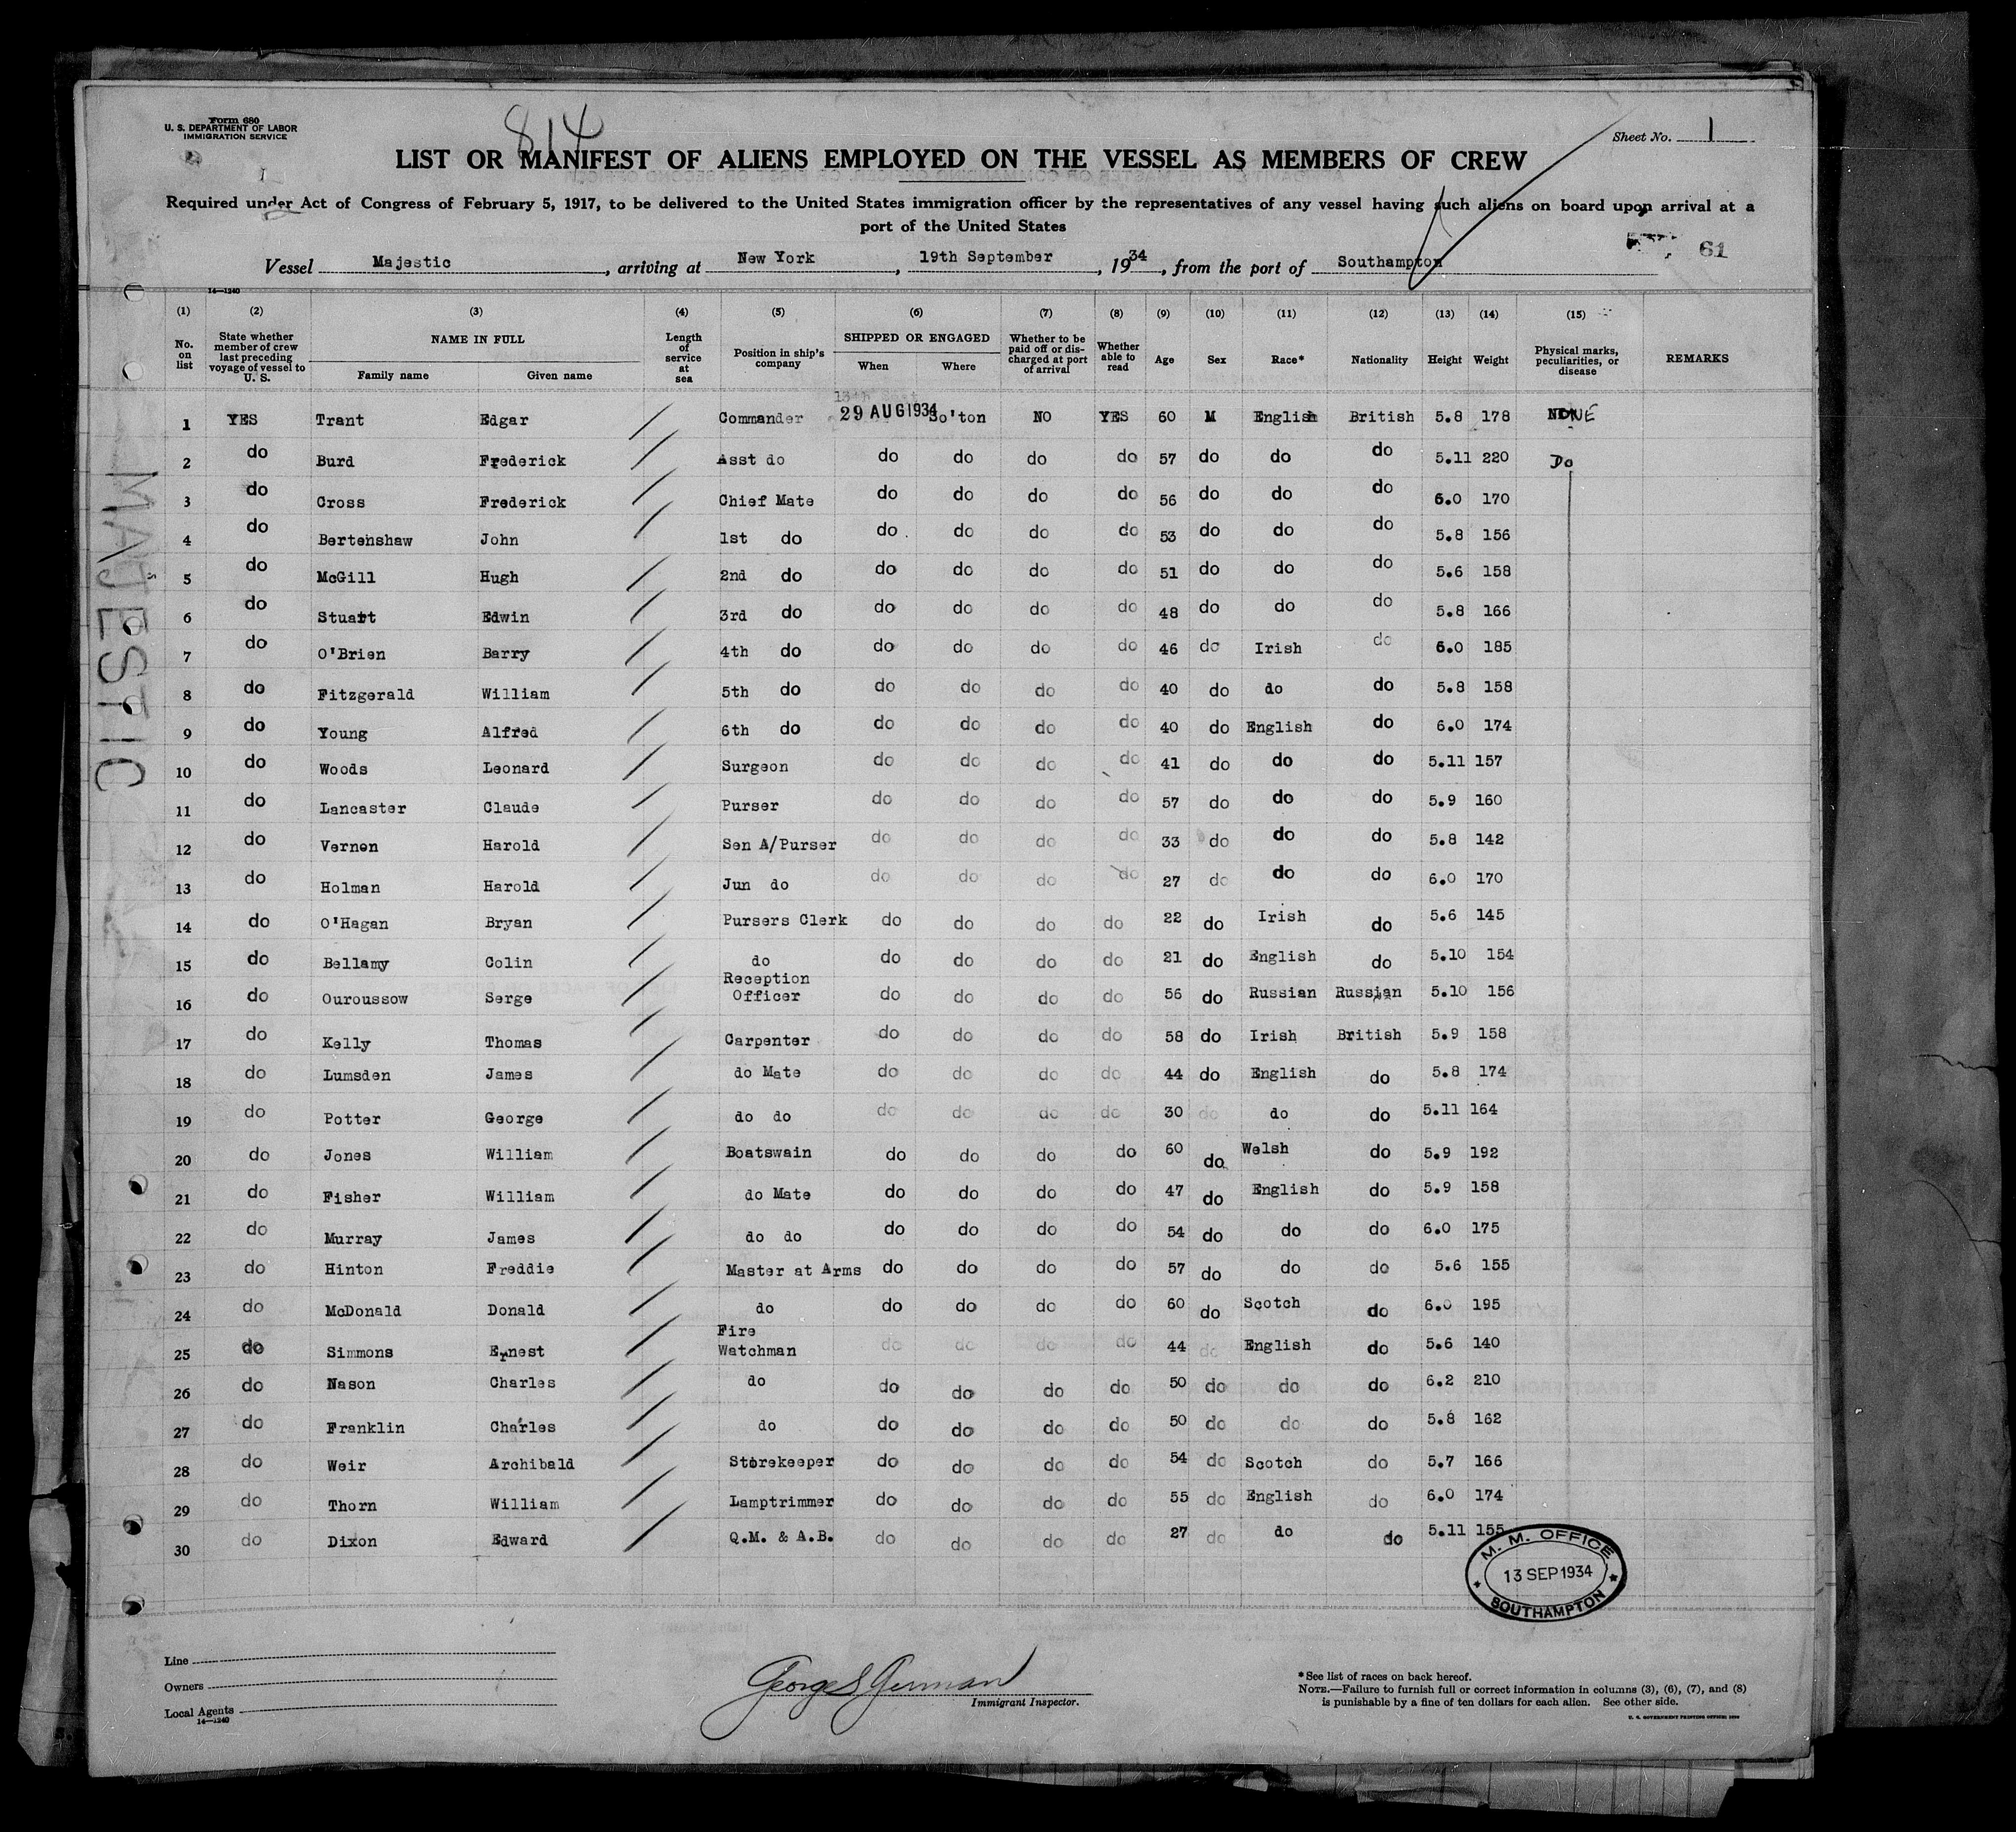 Form 680
U. S. DEPARTMENT OF LABOR
IMMIGRATION SERVICE
814
Sheet No. 1
LIST OR MANIFEST OF ALIENS EMPLOYED ON THE VESSEL AS MEMBERS OF CREW
Required under Act of Congress of February 5, 1917, to be delivered to the United States immigration officer by the representatives of any vessel having such aliens on board upon arrival at a
port of the United States
61
Vessel Majestic, arriving at New York, 19th September, 1934, from the port of Southampton
14—1240
(1) (2) (3) (4) (5) (6) (7) (8) (9) (10) (11) (12) (13) (14) (15)
No. on list State whether member of crew last preceding voyage of vessel to U. S. NAME IN FULL Family name Given name Length of service at sea Position in ship's company SHIPPED OR ENGAGED When Where Whether to be paid off or discharged at port of arrival Whether able to read Age Sex Race* Nationality Height Weight Physical marks, peculiarities, or disease REMARKS
1 YES Trant Edgar Commander 29 AUG 1934 So'ton NO YES 60 M English British 5.8 178 NONE
2 do Burd Frederick Asst do do do do do 57 do do do 5.11 220 Do
3 do Cross Frederick Chief Mate do do do do 56 do do do 6.0 170
4 do Bertenshaw John 1st do do do do do 53 do do do 5.8 156
5 do McGill Hugh 2nd do do do do do 51 do do do 5.6 158
6 do Stuart Edwin 3rd do do do do do 48 do do do 5.8 166
7 do O'Brien Barry 4th do do do do do 46 do Irish do 6.0 185
8 do Fitzgerald William 5th do do do do do 40 do do do 5.8 158
9 do Young Alfred 6th do do do do do 40 do English do 6.0 174
10 do Woods Leonard Surgeon do do do do 41 do do do 5.11 157
11 do Lancaster Claude Purser do do do do 57 do do do 5.9 160
12 do Vernon Harold Sen A/Purser do do do do 33 do do do 5.8 142
13 do Holman Harold Jun do do do do do 27 do do do 6.0 170
14 do O'Hagan Bryan Pursers Clerk do do do do 22 do Irish do 5.6 145
15 do Bellamy Colin do do do do do 21 do English do 5.10 154
16 do Ouroussow Serge Reception Officer do do do do 56 do Russian Russian 5.10 156
17 do Kelly Thomas Carpenter do do do do 58 do Irish British 5.9 158
18 do Lumsden James do Mate do do do do 44 do English do 5.8 174
19 do Potter George do do do do do do 30 do do do 5.11 164
20 do Jones William Boatswain do do do do 60 do Welsh do 5.9 192
21 do Fisher William do Mate do do do do 47 do English do 5.9 158
22 do Murray James do do do do do do 54 do do do 6.0 175
23 do Hinton Freddie Master at Arms do do do do 57 do do do 5.6 155
24 do McDonald Donald do do do do do 60 do Scotch do 6.0 195
25 do Simmons Ernest Fire Watchman do do do do 44 do English do 5.6 140
26 do Nason Charles do do do do do 50 do do do 6.2 210
27 do Franklin Charles do do do do do 50 do do do 5.8 162
28 do Weir Archibald Storekeeper do do do do 54 do Scotch do 5.7 166
29 do Thorn William Lamptrimmer do do do do 55 do English do 6.0 174
30 do Dixon Edward Q.M. & A.B. do do do do 27 do do do 5.11 155
MAJESTIC
M. M. OFFICE
13 SEP 1934
SOUTHAMPTON
Line
Owners
Local Agents
14—1240
George S German
Immigrant Inspector.
*See list of races on back hereof.
NOTE.—Failure to furnish full or correct information in columns (3), (6), (7), and (8)
is punishable by a fine of ten dollars for each alien. See other side.
U. S. GOVERNMENT PRINTING OFFICE